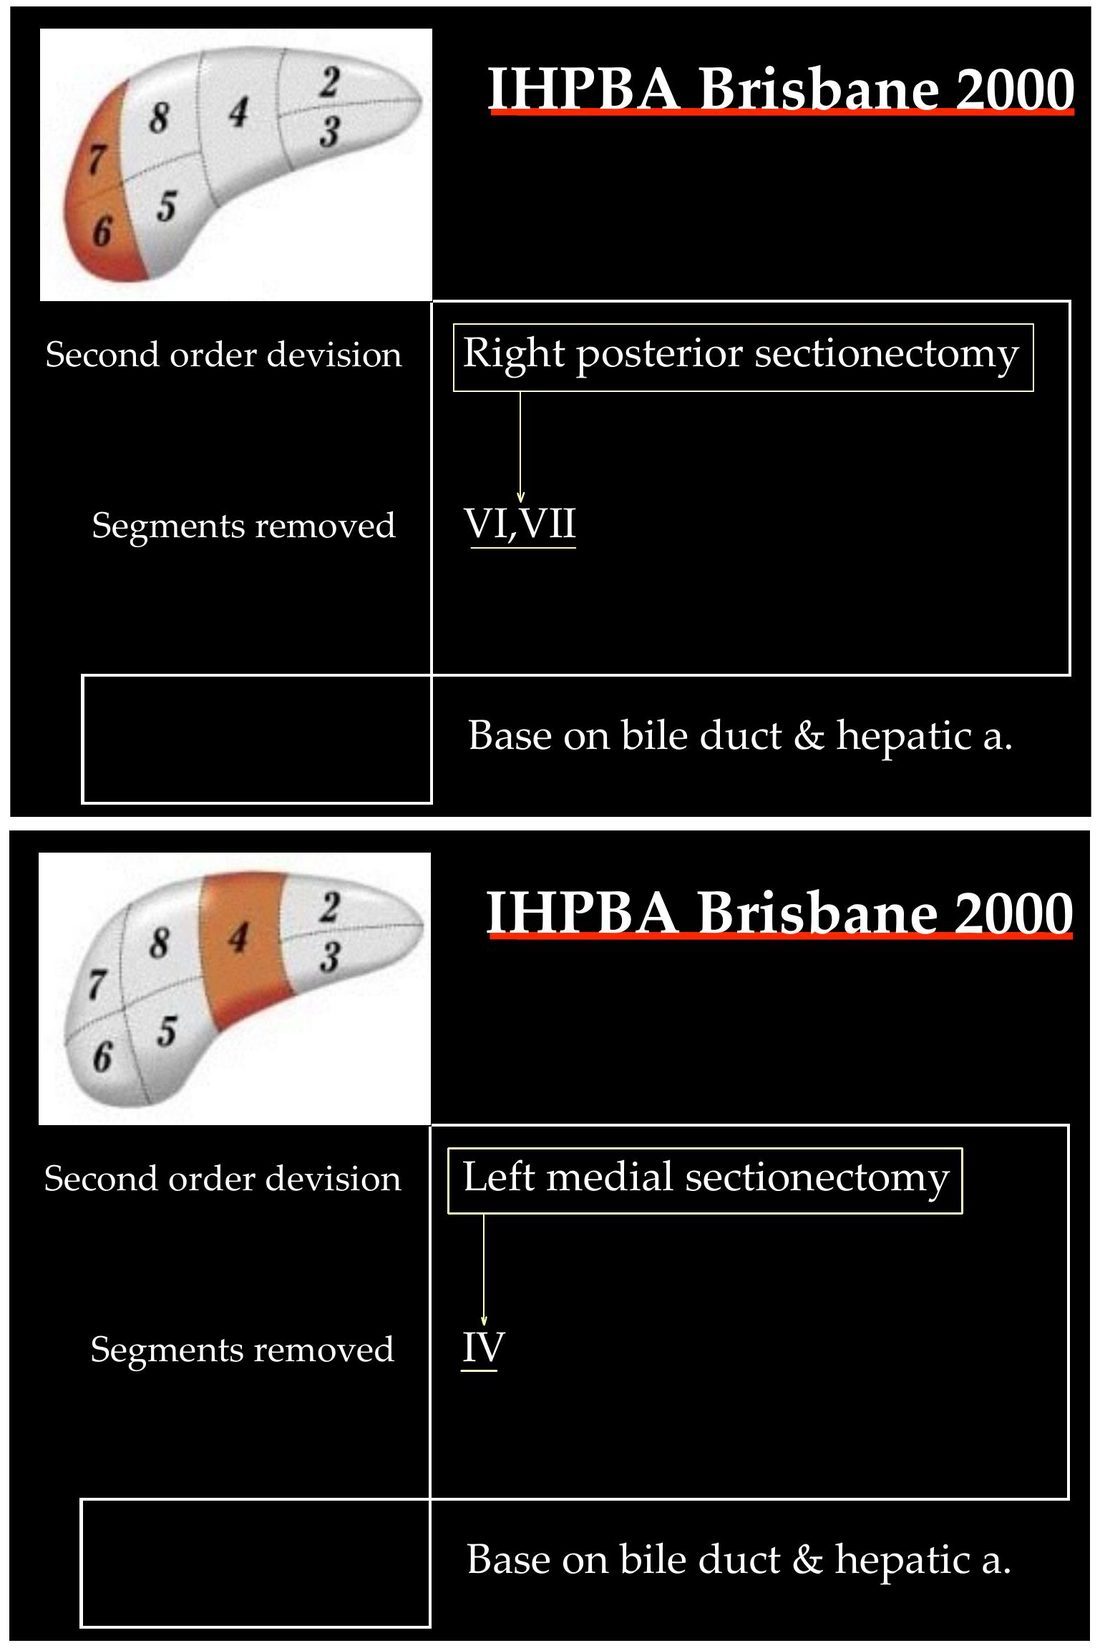 IHPBA Brisbane 2000
2
8
4
3
7
5
6
Second order devision
Right posterior sectionectomy
Segments removed
VI,VII
Base on bile duct & hepatic a.
IHPBA Brisbane 2000
2
8
4
3
7
5
6
Second order devision
Left medial sectionectomy
Segments removed
IV
Base on bile duct & hepatic a.